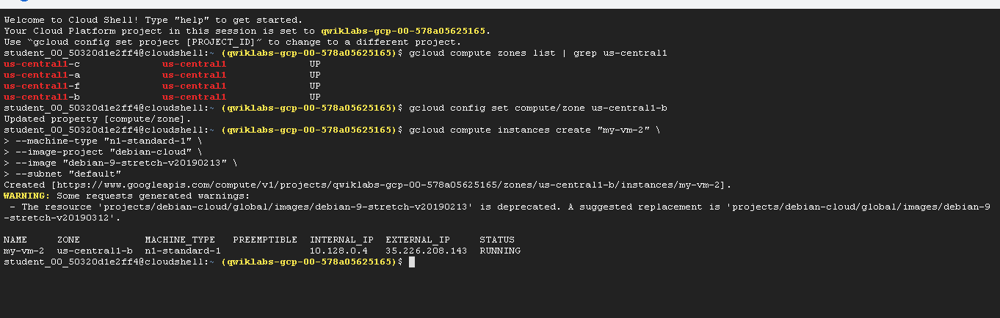 Welcome to Cloud Shell! Type "help" to get started.
Your Cloud Platform project in this session is set to qwiklabs-gcp-00-578a05625165.
Use “gcloud config set project [PROJECT_ID]” to change to a different project.
student_00_50320d1e2ff4@cloudshell:~ (qwiklabs-gcp-00-578a05625165)$ gcloud compute zones list | grep us-central1
us-central1-c us-central1 UP
us-central1-a us-central1 UP
us-central1-f us-central1 UP
us-central1-b us-central1 UP
student_00_50320d1e2ff4@cloudshell:~ (qwiklabs-gcp-00-578a05625165)$ gcloud config set compute/zone us-central1-b
Updated property [compute/zone].
student_00_50320d1e2ff4@cloudshell:~ (qwiklabs-gcp-00-578a05625165)$ gcloud compute instances create "my-vm-2" \
> --machine-type "n1-standard-1" \
> --image-project "debian-cloud" \
> --image "debian-9-stretch-v20190213" \
> --subnet "default"
Created [https://www.googleapis.com/compute/v1/projects/qwiklabs-gcp-00-578a05625165/zones/us-central1-b/instances/my-vm-2].
WARNING: Some requests generated warnings:
- The resource 'projects/debian-cloud/global/images/debian-9-stretch-v20190213' is deprecated. A suggested replacement is 'projects/debian-cloud/global/images/debian-9
-stretch-v20190312'.
NAME ZONE MACHINE_TYPE PREEMPTIBLE INTERNAL_IP EXTERNAL_IP STATUS
my-vm-2 us-central1-b n1-standard-1 10.128.0.4 35.226.208.143 RUNNING
student_00_50320d1e2ff4@cloudshell:~ (qwiklabs-gcp-00-578a05625165)$